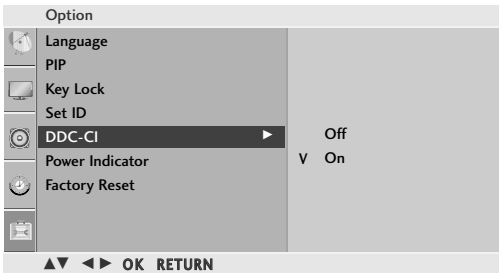 Option
Language
PIP
Key Lock
Set ID
DDC-CI ►
Off
Power Indicator
V On
Factory Reset
▲▼ ◄► OK RETURN